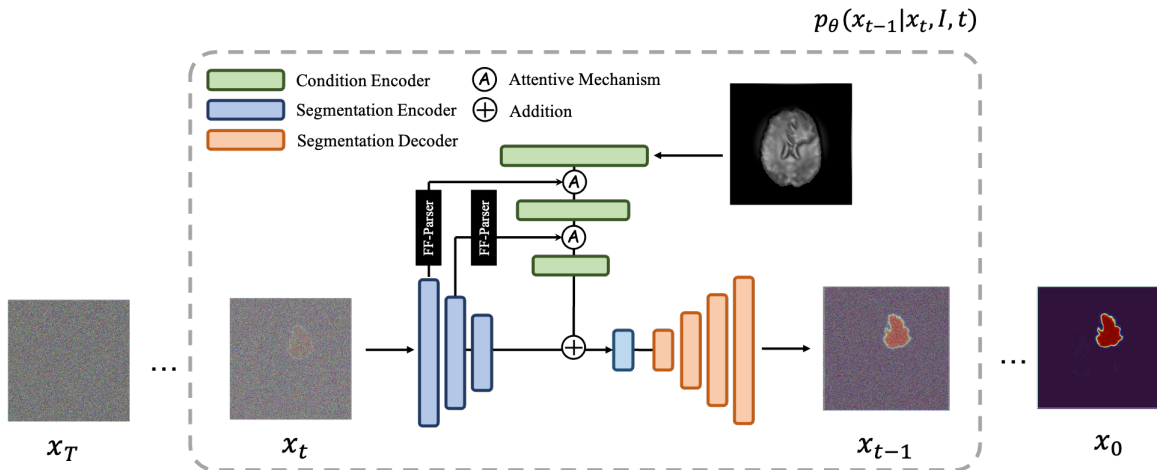 p_θ(x_{t-1}|x_t, I, t)
Condition Encoder
A Attentive Mechanism
Segmentation Encoder
+ Addition
Segmentation Decoder
A
FF-Parser
FF-Parser
A
+
...
...
x_T
x_t
x_{t-1}
x_0